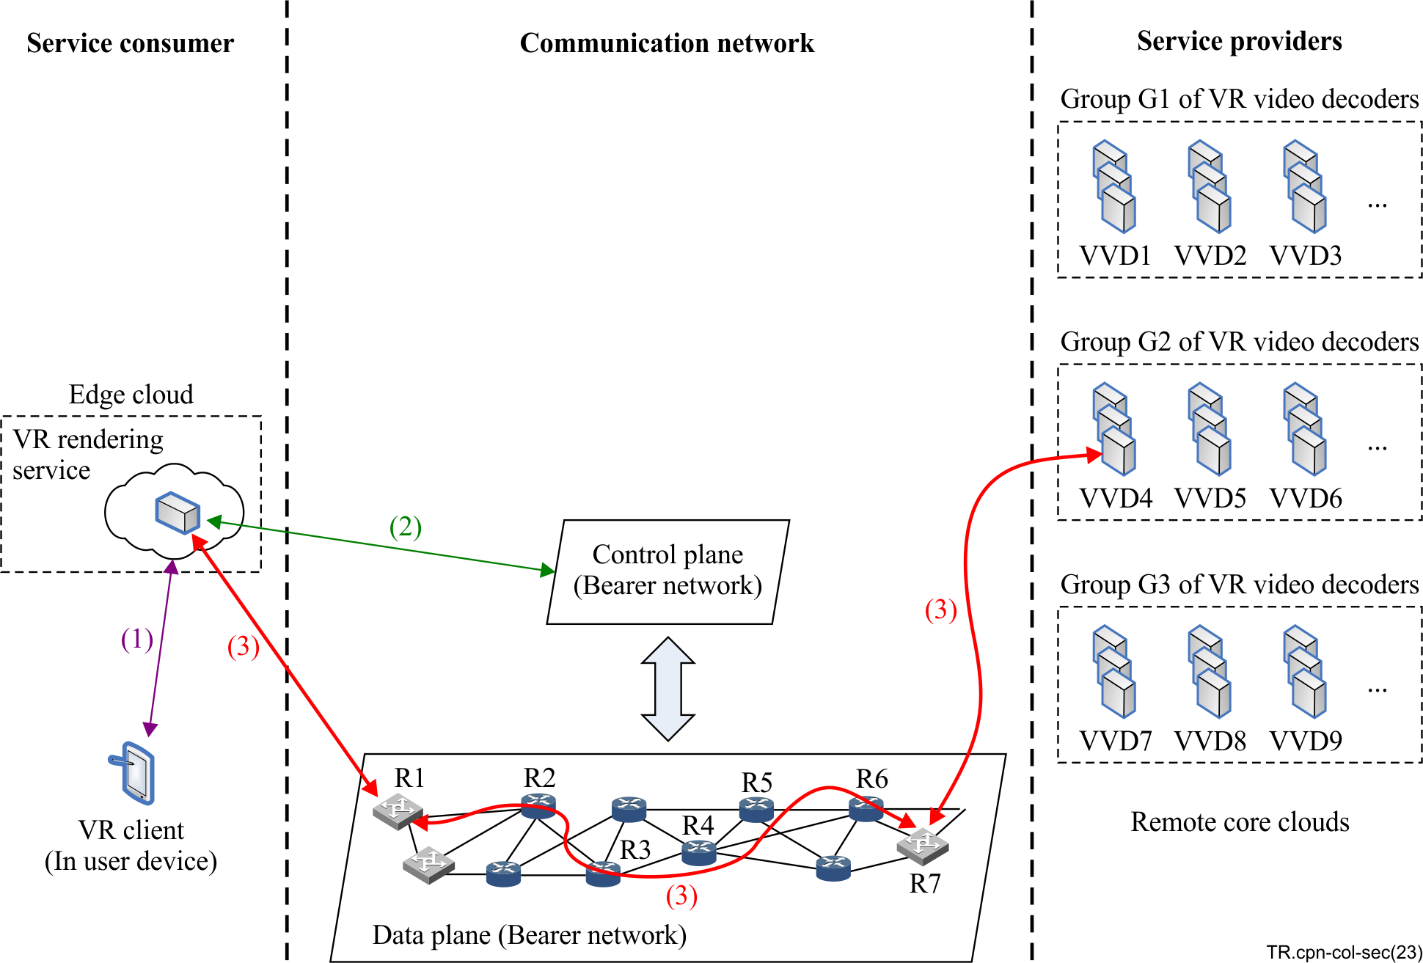 Service consumer
Communication network
Service providers
Group G1 of VR video decoders
...
VVD1 VVD2 VVD3
Group G2 of VR video decoders
...
VVD4 VVD5 VVD6
Group G3 of VR video decoders
...
VVD7 VVD8 VVD9
Remote core clouds
Edge cloud
VR rendering
service
(1)
(2)
(3)
(3)
VR client
(In user device)
Control plane
(Bearer network)
R1 R2 R5 R6
R3 R4
R7
(3)
Data plane (Bearer network)
TR.cpn-col-sec(23)